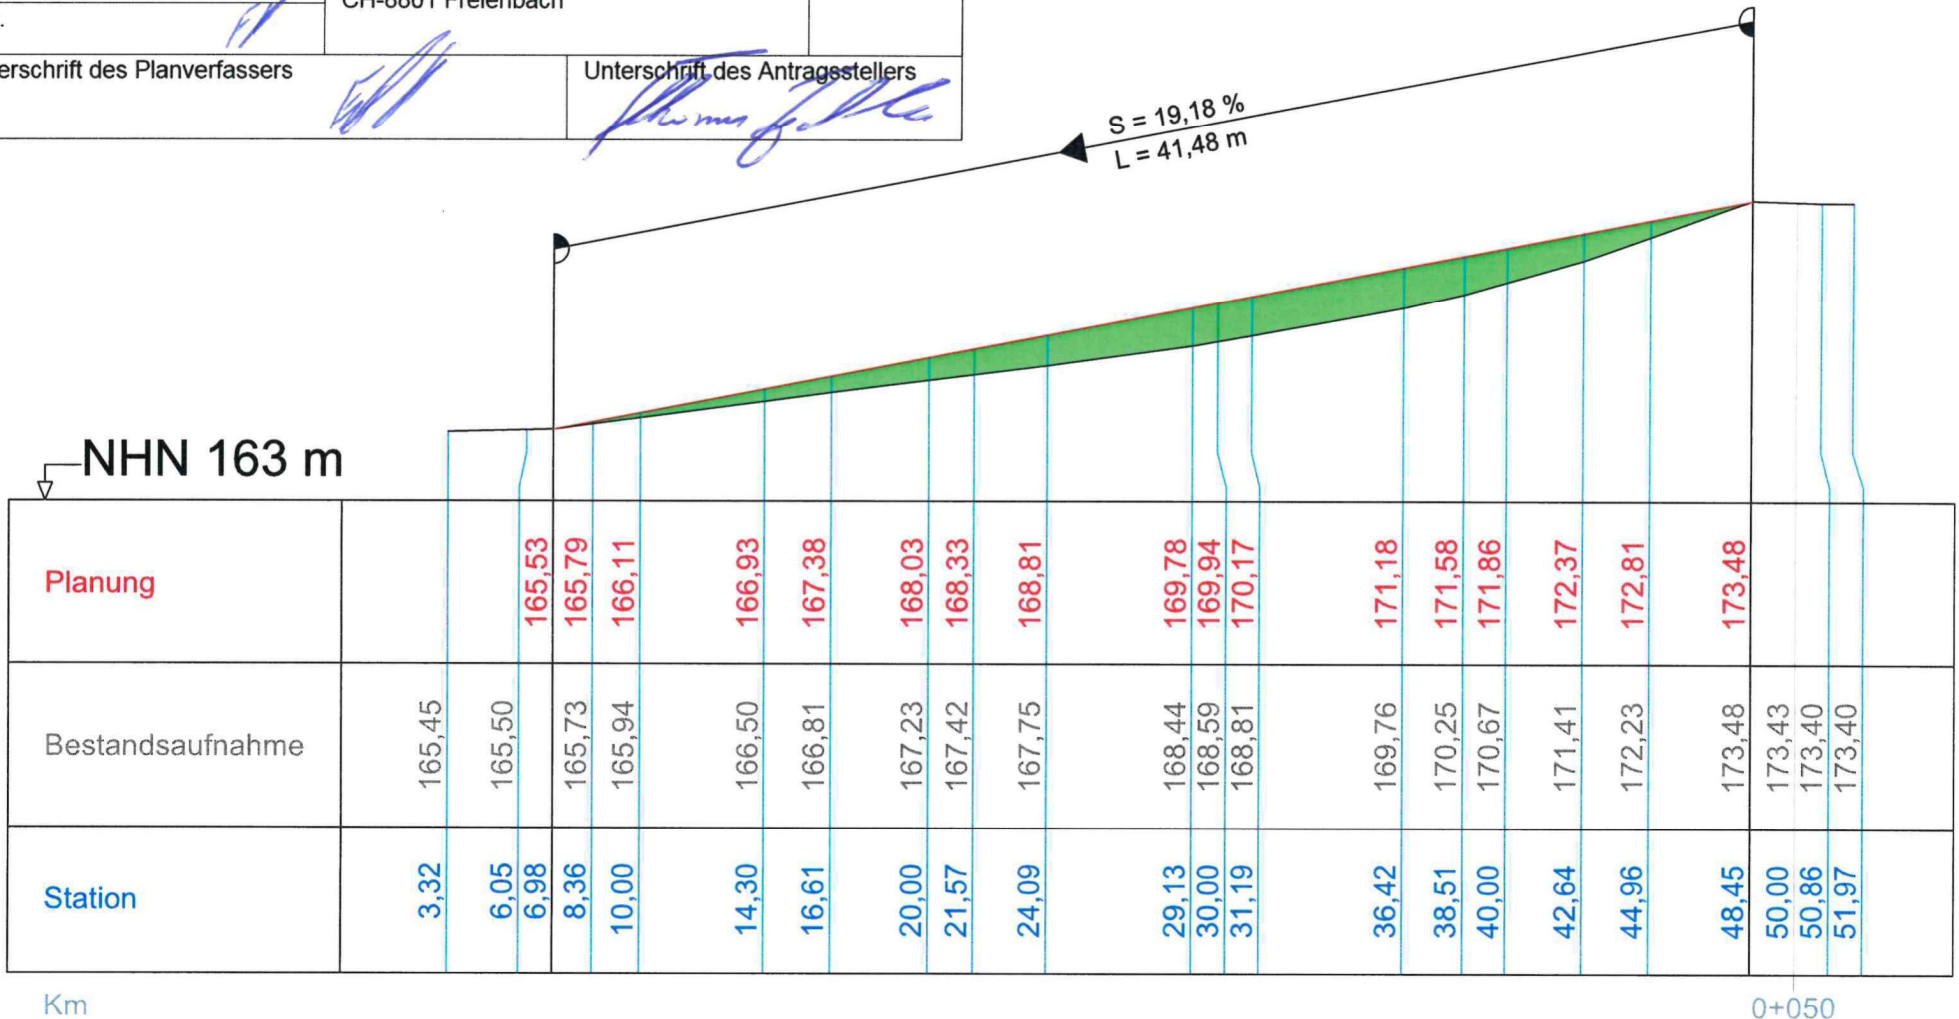 CH-8801 Freienbach
.
erschrift des Planverfassers
Unterschrift des Antragsstellers
S = 19,18 %
L = 41,48 m
NHN 163 m
Planung
165,53 165,79 166,11 166,93 167,38 168,03 168,33 168,81 169,78 169,94 170,17 171,18 171,58 171,86 172,37 172,81 173,48
Bestandsaufnahme
165,45 165,50 165,73 165,94 166,50 166,81 167,23 167,42 167,75 168,44 168,59 168,81 169,76 170,25 170,67 171,41 172,23 173,48 173,43 173,40 173,40
Station
3,32 6,05 6,98 8,36 10,00 14,30 16,61 20,00 21,57 24,09 29,13 30,00 31,19 36,42 38,51 40,00 42,64 44,96 48,45 50,00 50,86 51,97
Km
0+050